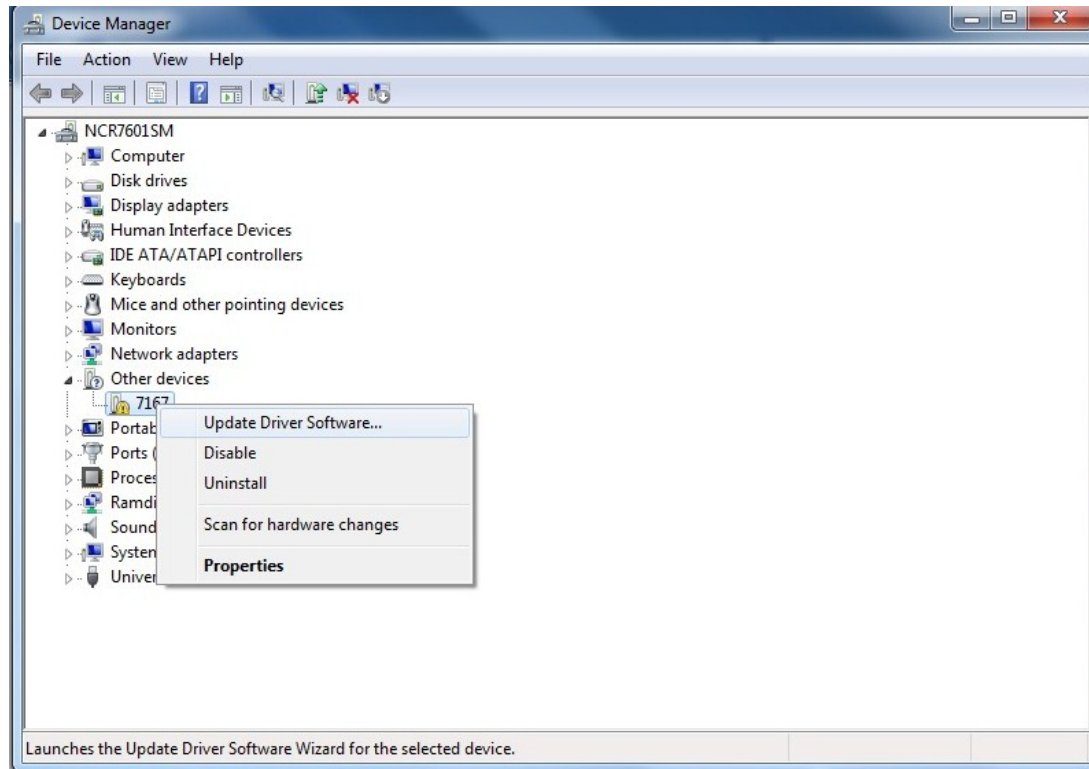 Device Manager
File Action View Help
NCR7601SM
Computer
Disk drives
Display adapters
Human Interface Devices
IDE ATA/ATAPI controllers
Keyboards
Mice and other pointing devices
Monitors
Network adapters
Other devices
7167
Portab
Ports (
Proces
Ramdi
Sound
System
Univer
Update Driver Software...
Disable
Uninstall
Scan for hardware changes
Properties
Launches the Update Driver Software Wizard for the selected device.